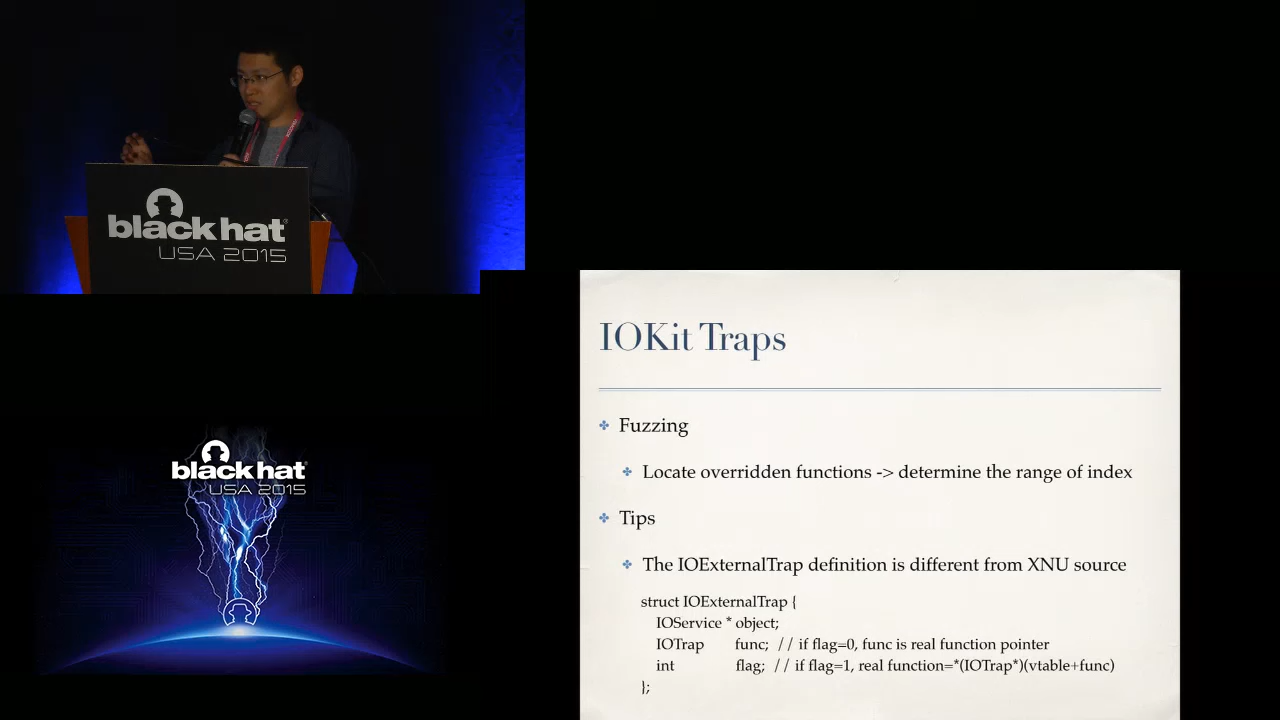 black hat
USA 2015
black hat
USA 2015
IOKit Traps
Fuzzing
Locate overridden functions -> determine the range of index
Tips
The IOExternalTrap definition is different from XNU source
struct IOExternalTrap {
IOService * object;
IOTrap func; // if flag=0, func is real function pointer
int flag; // if flag=1, real function=*(IOTrap*)(vtable+func)
};